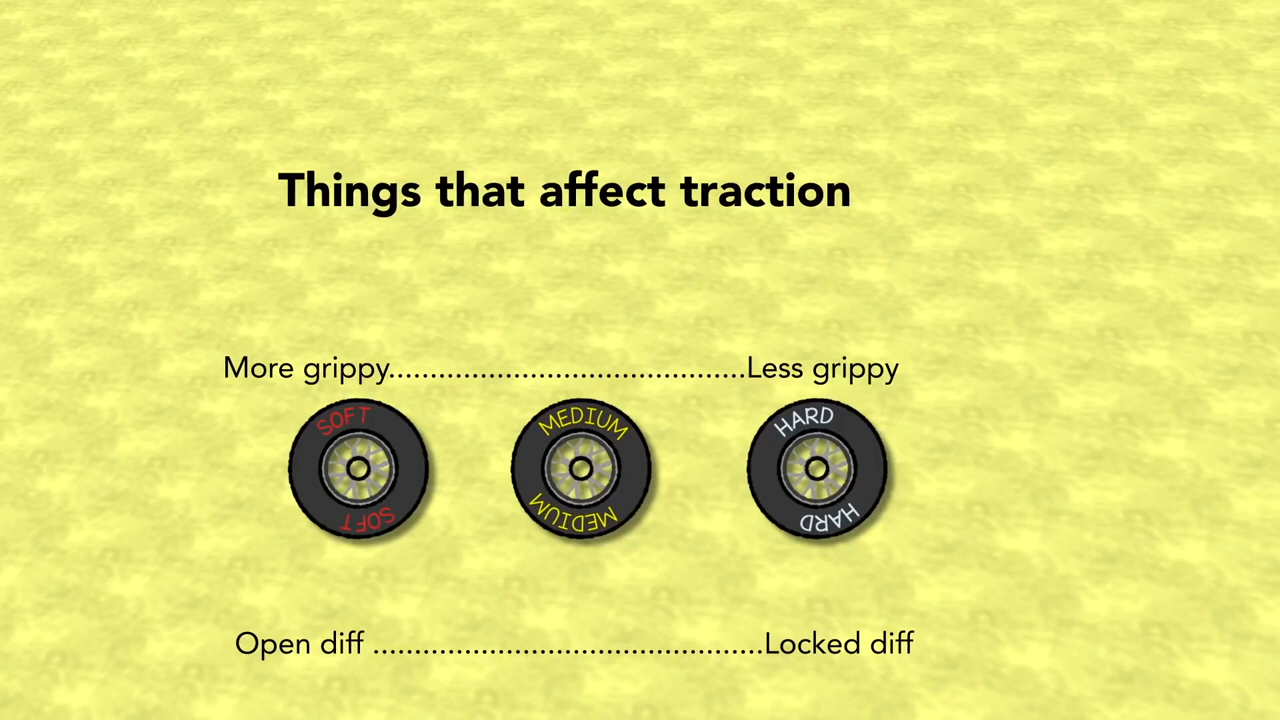 Things that affect traction
More grippy..........................................Less grippy
SOFT MEDIUM HARD
SOFT MEDIUM HARD
Open diff ..............................................Locked diff